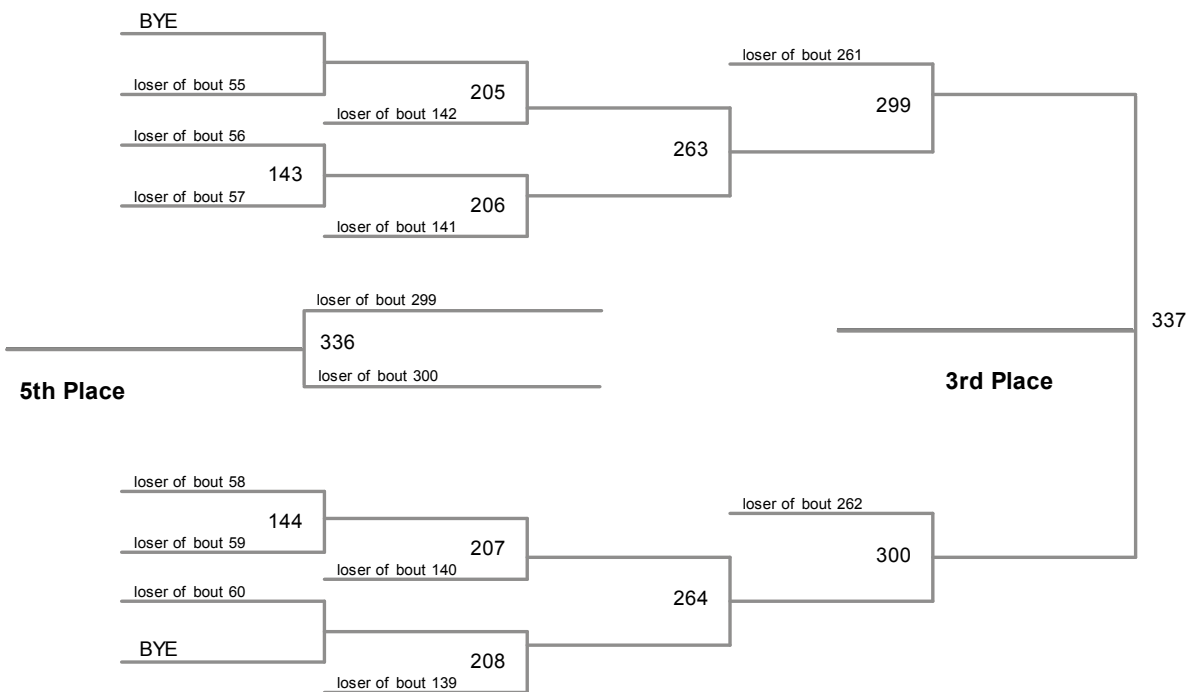 BYE
loser of bout 55
loser of bout 142
205
loser of bout 56
143
loser of bout 57
206
loser of bout 141
263
loser of bout 261
299
loser of bout 299
336
loser of bout 300
5th Place
337
3rd Place
loser of bout 58
144
loser of bout 59
207
loser of bout 140
loser of bout 60
BYE
208
loser of bout 139
264
loser of bout 262
300